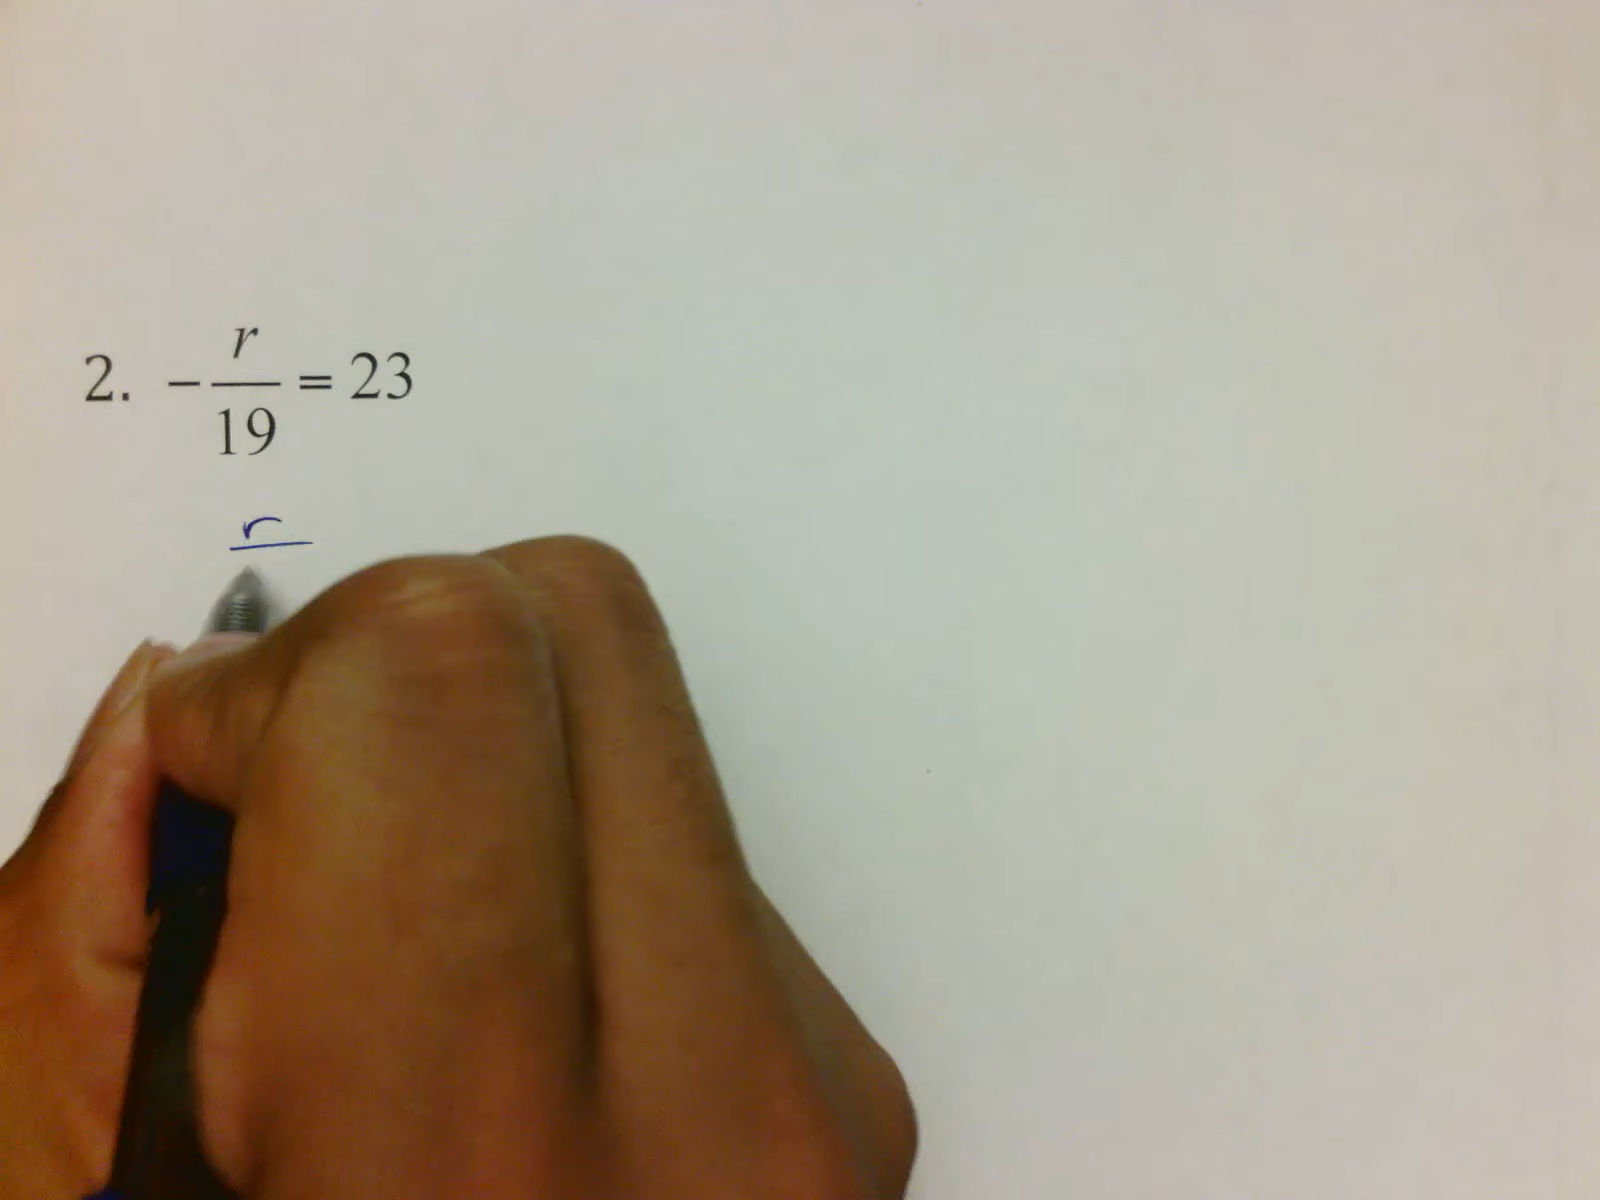 2. -r/19 = 23
r